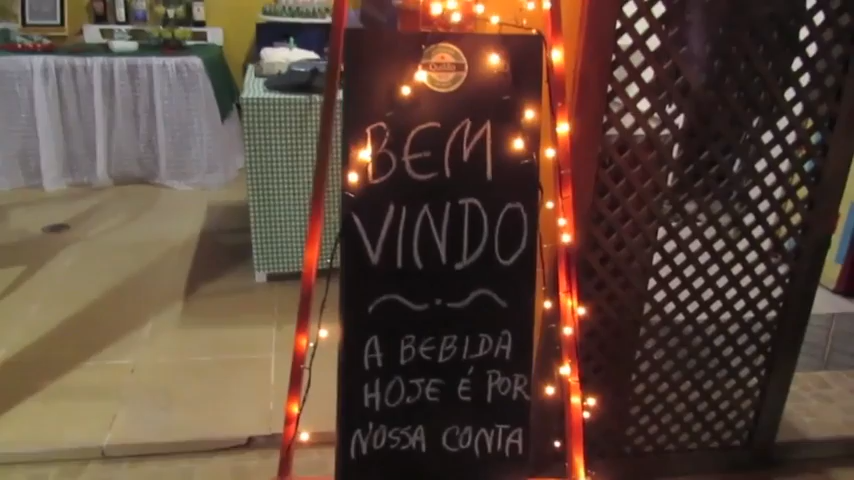 BEM
VINDO
A BEBIDA
HOJE É POR
NOSSA CONTA